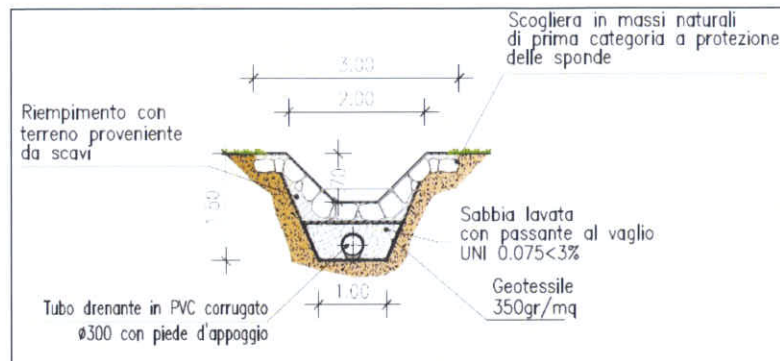 Scogliera in massi naturali
di prima categoria a protezione
delle sponde
3.00
2.00
Riempimento con
terreno proveniente
da scavi
Sabbia lavata
con passante al vaglio
UNI 0.075<3%
Geotessile
350gr/mq
1.00
Tubo drenante in PVC corrugato
ø300 con piede d'appoggio